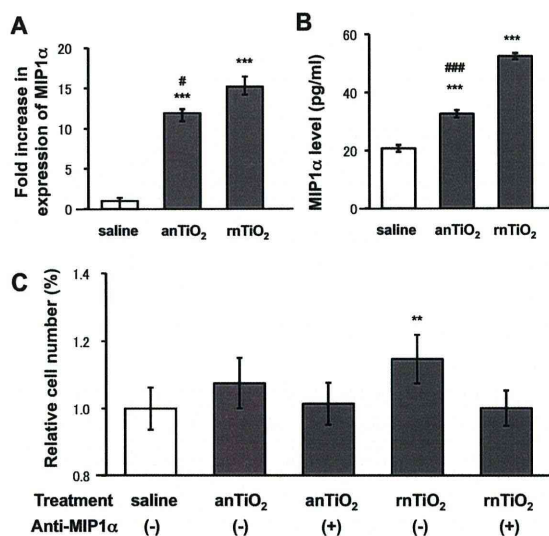 A
Fold increase in
expression of MIP1α
20
15
10
5
0
#
***
***
saline
anTiO2
rnTiO2
B
MIP1α level (pg/ml)
60
40
20
0
###
***
***
saline
anTiO2
rnTiO2
C
Relative cell number (%)
1.4
1.2
1.0
0.8
**
Treatment saline anTiO2 anTiO2 rnTiO2 rnTiO2
Anti-MIP1α (-) (-) (+) (-) (+)